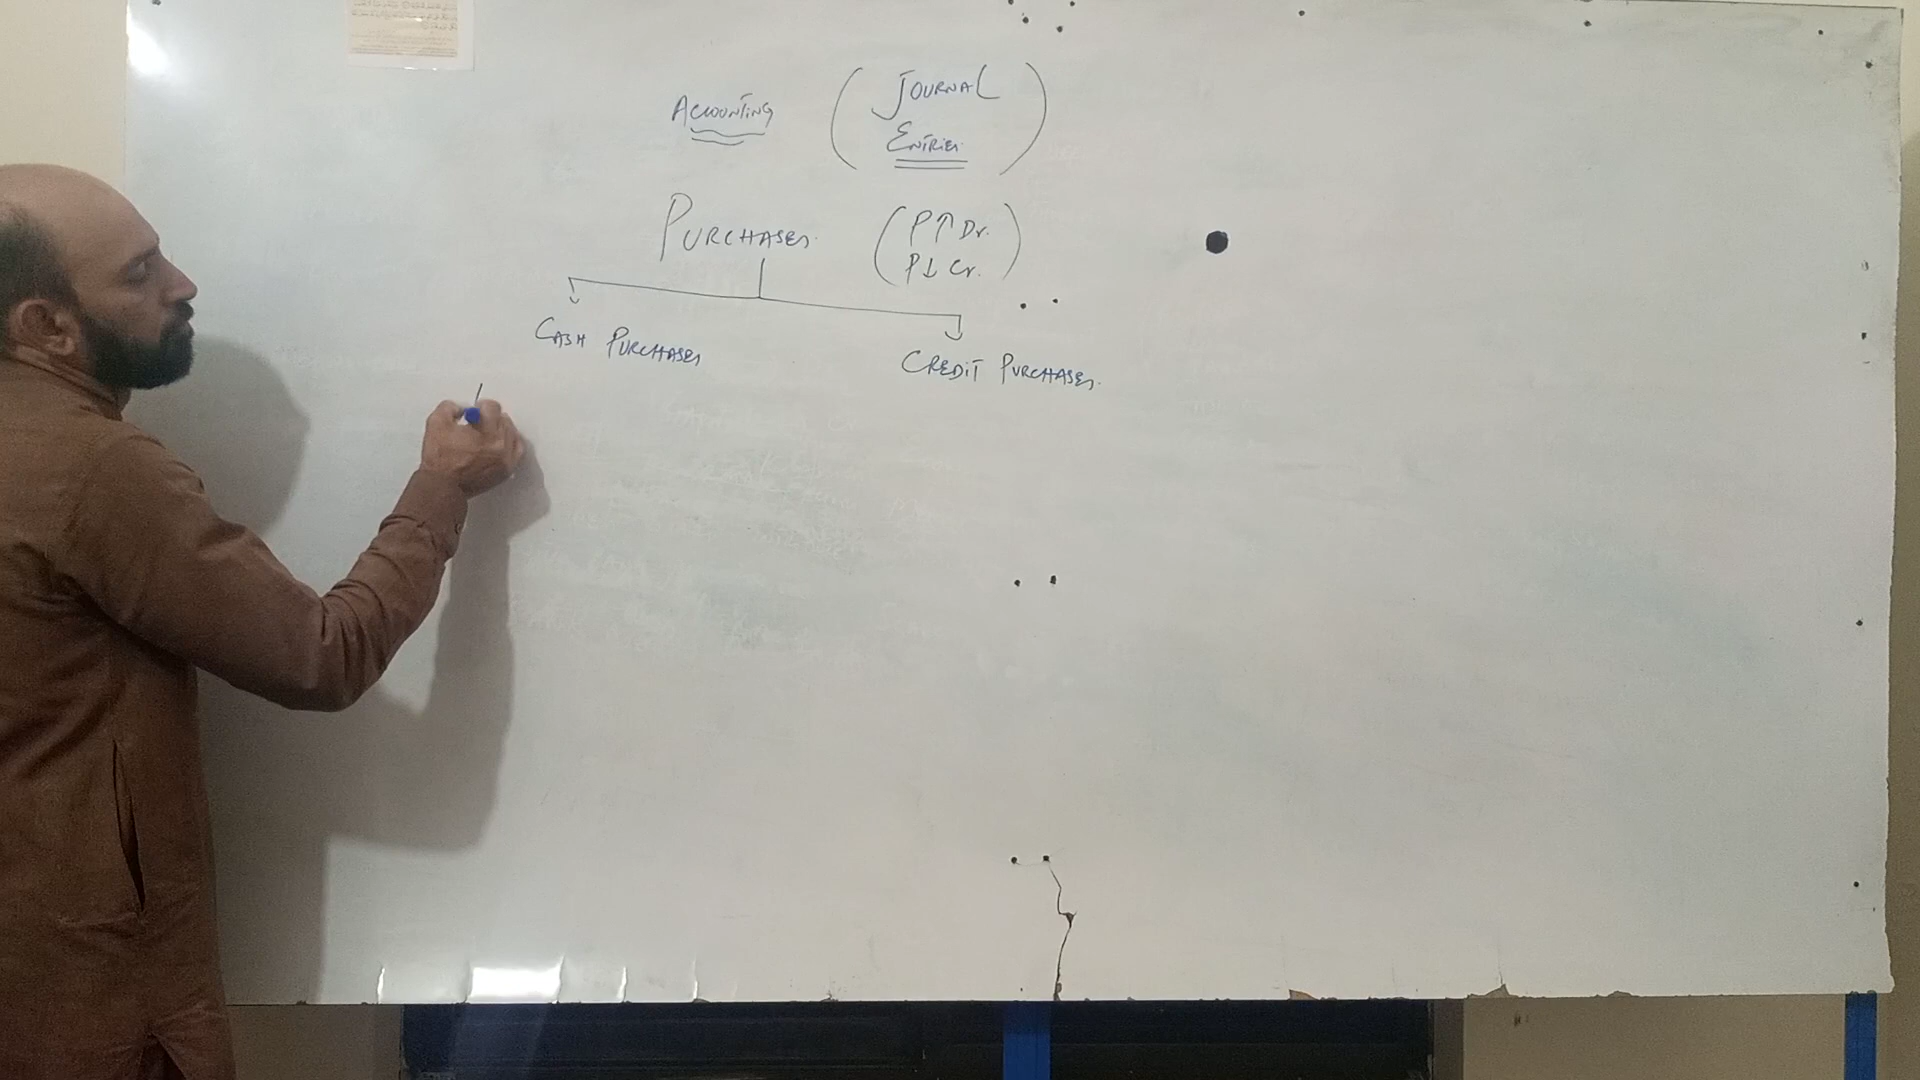 ACCOUNTING (JOURNAL
ENTRIES)
PURCHASES. (P↑ Dr.
P↓ Cr.)
CASH PURCHASES
CREDIT PURCHASES.